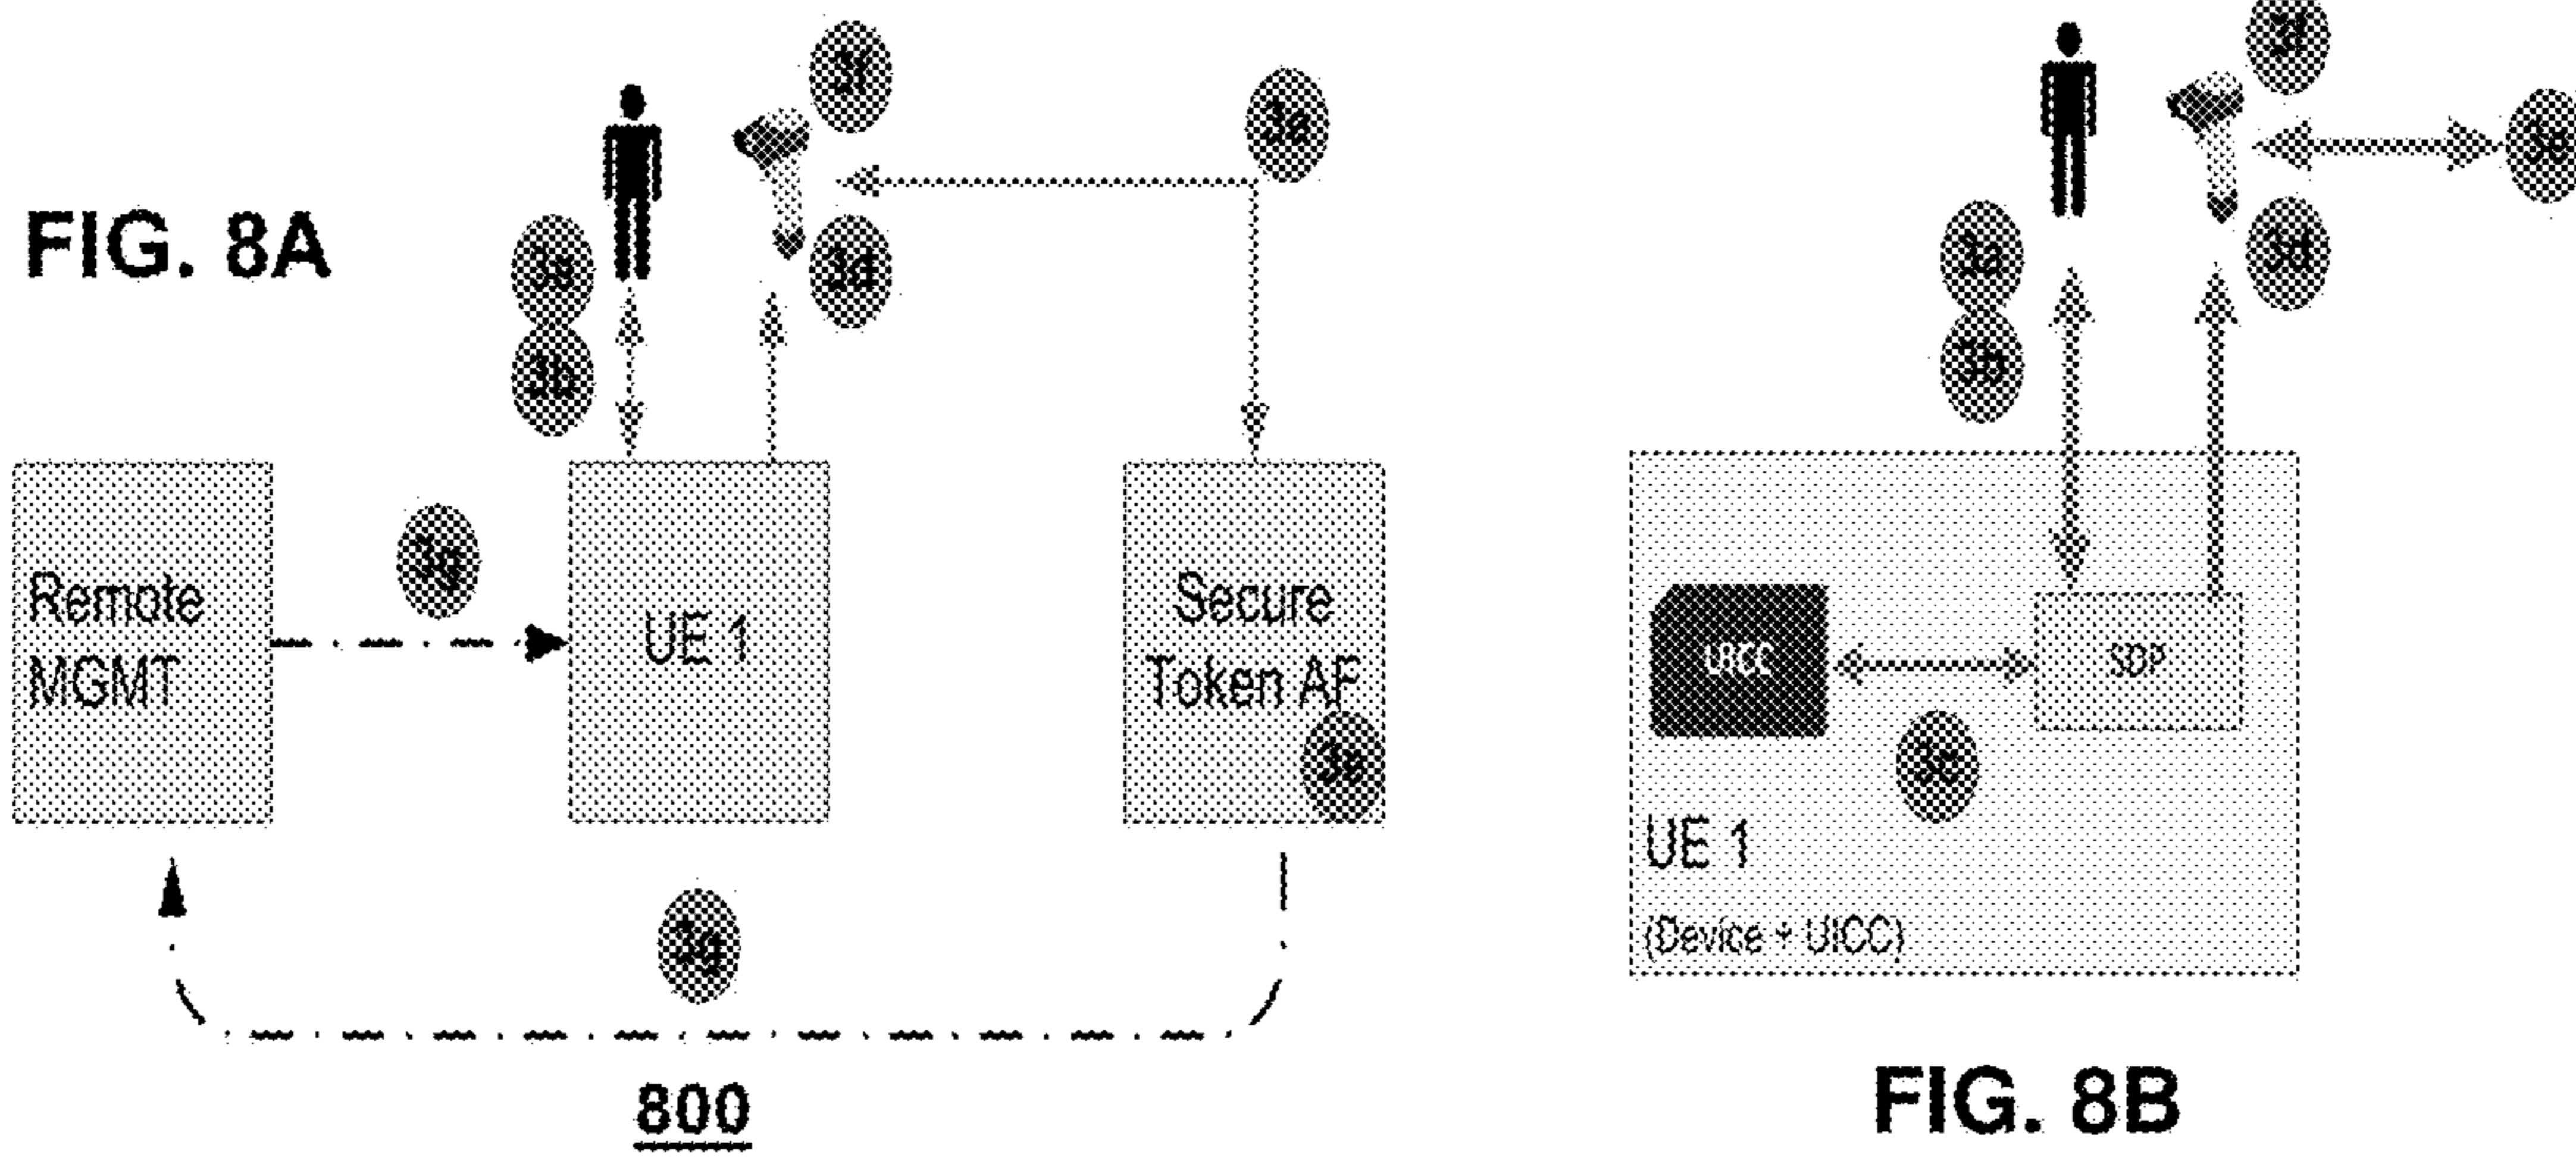 FIG. 8A
3f
3e
3a
3d
3b
3g
Remote
MGMT
UE 1
Secure
Token AF
3e
3g
800
3a
3d
3b
UICC
SDP
3c
UE 1
(Device + UICC)
FIG. 8B